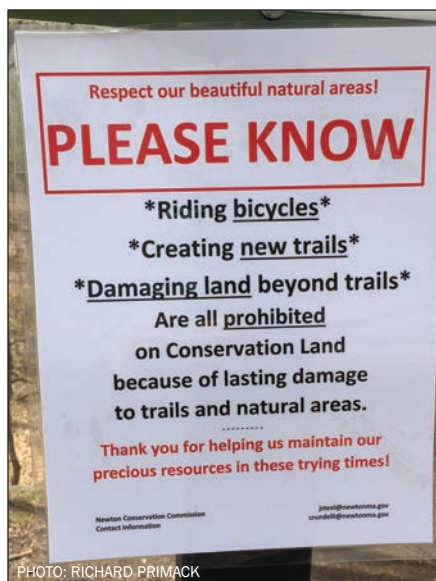 Respect our beautiful natural areas!
PLEASE KNOW
*Riding bicycles*
*Creating new trails*
*Damaging land beyond trails*
Are all prohibited
on Conservation Land
because of lasting damage
to trails and natural areas.
---------
Thank you for helping us maintain our
precious resources in these trying times!
Newton Conservation Commission
Contact Information
jsteel@newtonma.gov
crundelli@newtonma.gov
PHOTO: RICHARD PRIMACK